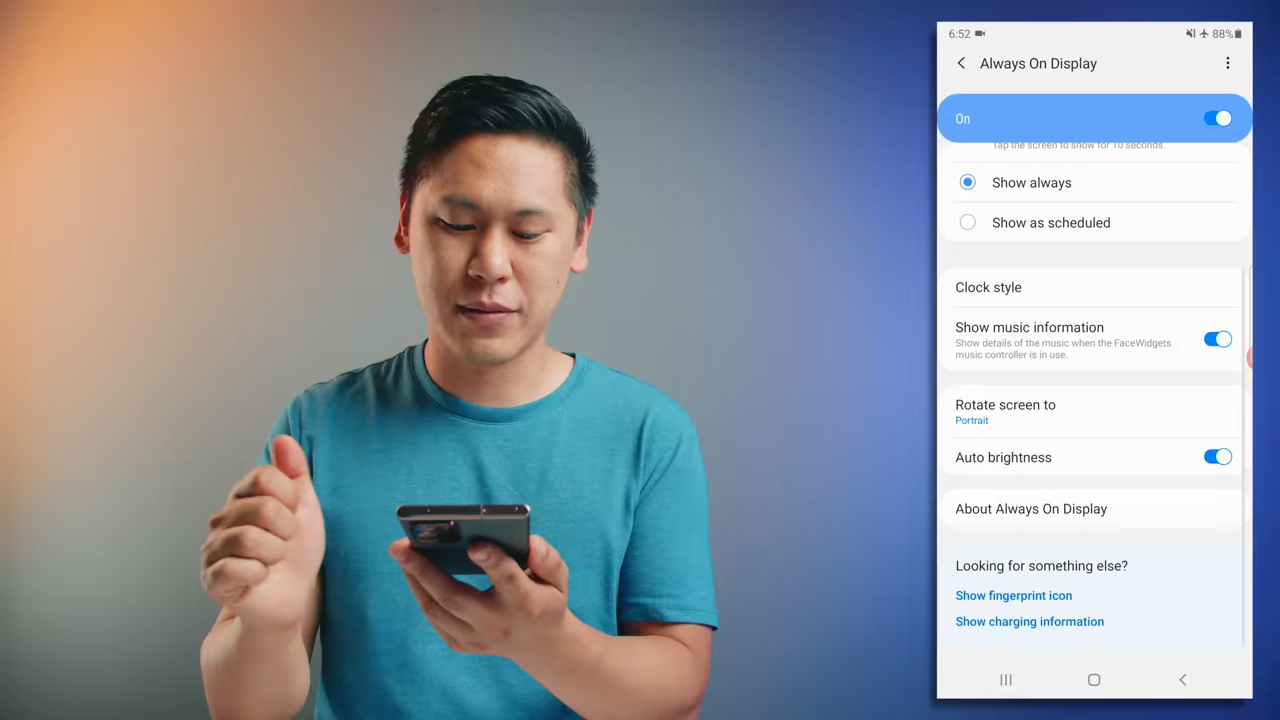 6:52 88%
Always On Display
On
Tap the screen to show for 10 seconds.
Show always
Show as scheduled
Clock style
Show music information
Show details of the music when the FaceWidgets
music controller is in use.
Rotate screen to
Portrait
Auto brightness
About Always On Display
Looking for something else?
Show fingerprint icon
Show charging information